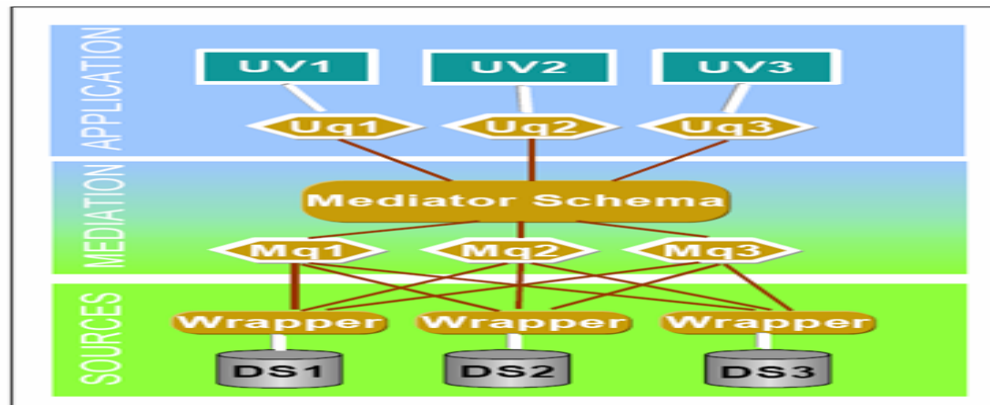 APPLICATION
UV1 UV2 UV3
Uq1 Uq2 Uq3
MEDIATION
Mediator Schema
Mq1 Mq2 Mq3
SOURCES
Wrapper Wrapper Wrapper
DS1 DS2 DS3